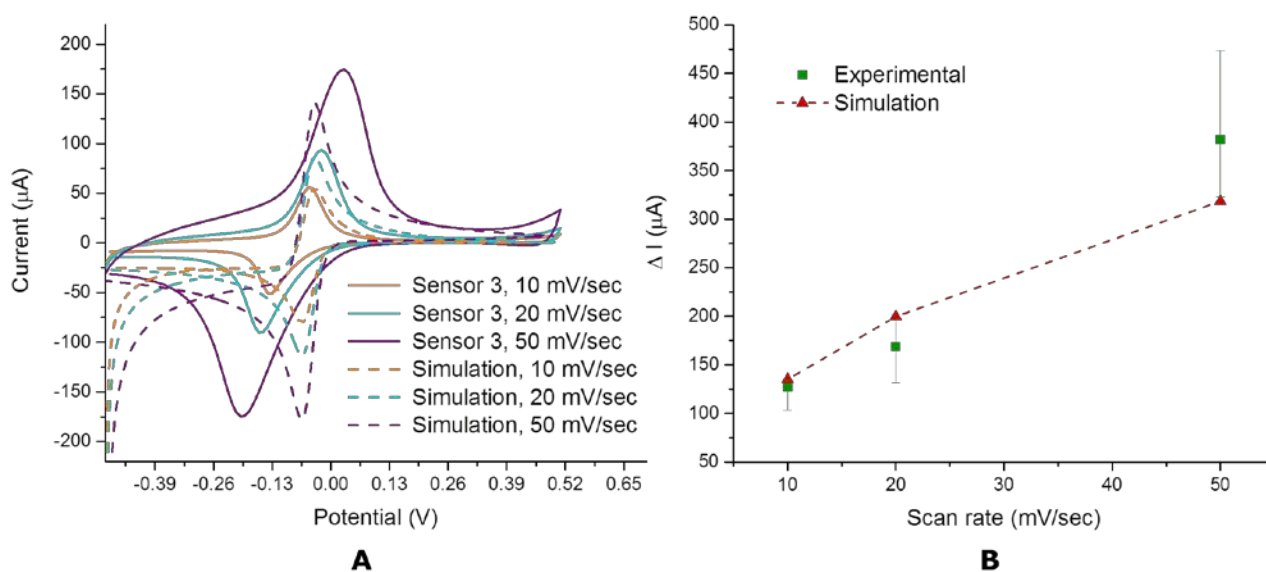 200
150
100
50
0
-50
-100
-150
-200
Current (μA)
-0.39 -0.26 -0.13 0.00 0.13 0.26 0.39 0.52 0.65
Potential (V)
Sensor 3, 10 mV/sec
Sensor 3, 20 mV/sec
Sensor 3, 50 mV/sec
Simulation, 10 mV/sec
Simulation, 20 mV/sec
Simulation, 50 mV/sec
A
500
450
400
350
300
250
200
150
100
50
Δ I (μA)
Experimental
Simulation
10 20 30 40 50
Scan rate (mV/sec)
B